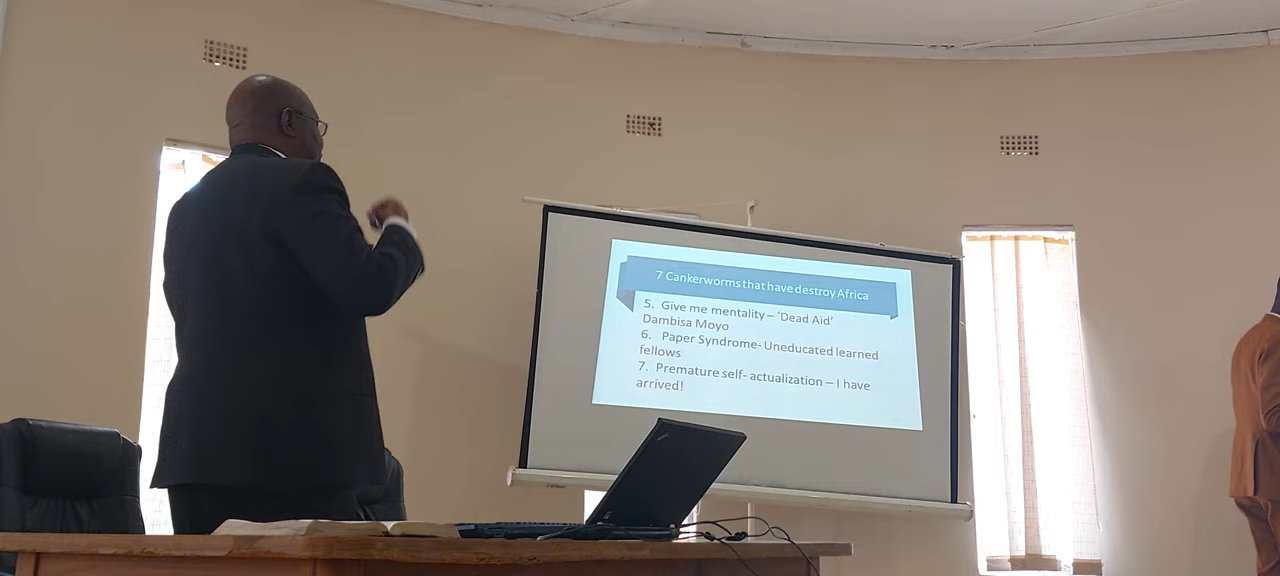 7 Cankerworms that have destroy Africa
5. Give me mentality – 'Dead Aid'
Dambisa Moyo
6. Paper Syndrome- Uneducated learned
fellows
7. Premature self- actualization – I have
arrived!